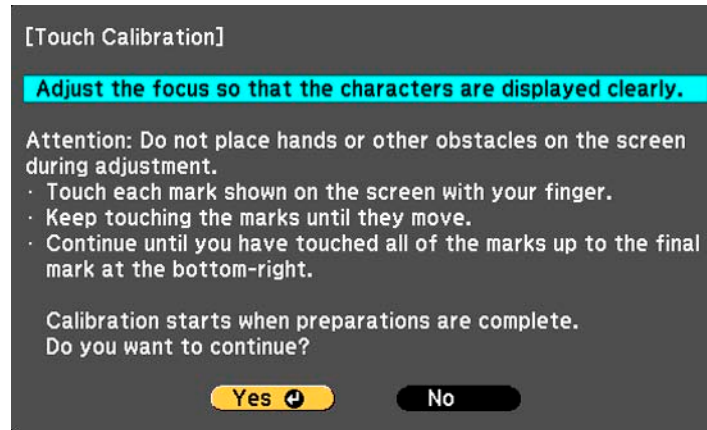 [Touch Calibration]
Adjust the focus so that the characters are displayed clearly.
Attention: Do not place hands or other obstacles on the screen
during adjustment.
· Touch each mark shown on the screen with your finger.
· Keep touching the marks until they move.
· Continue until you have touched all of the marks up to the final
mark at the bottom-right.
Calibration starts when preparations are complete.
Do you want to continue?
Yes No